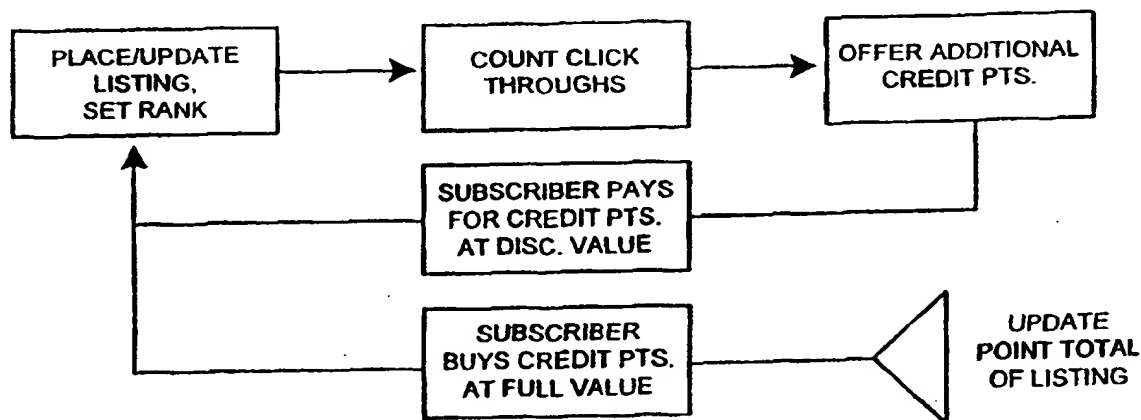 PLACE/UPDATE
LISTING,
SET RANK
COUNT CLICK
THROUGHS
OFFER ADDITIONAL
CREDIT PTS.
SUBSCRIBER PAYS
FOR CREDIT PTS.
AT DISC. VALUE
SUBSCRIBER
BUYS CREDIT PTS.
AT FULL VALUE
UPDATE
POINT TOTAL
OF LISTING